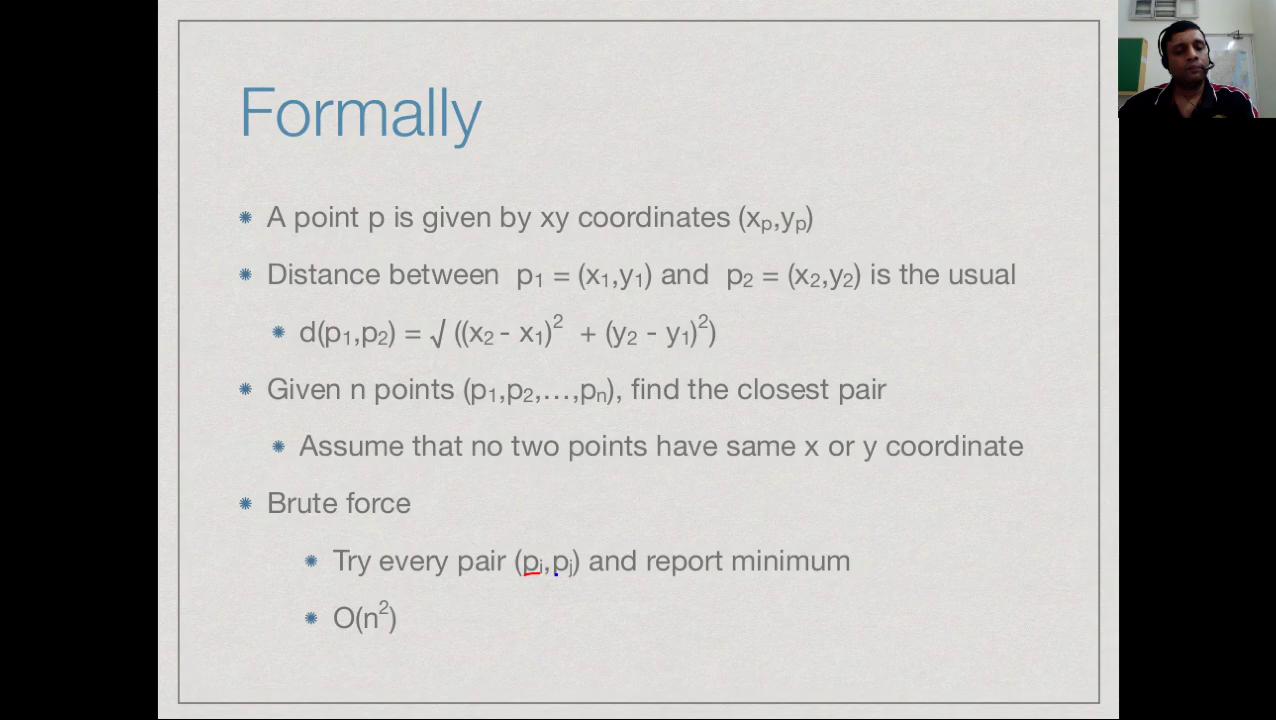 Formally
A point p is given by xy coordinates (xp,yp)
Distance between p1 = (x1,y1) and p2 = (x2,y2) is the usual
d(p1,p2) = √ ((x2 - x1)2 + (y2 - y1)2)
Given n points (p1,p2,…,pn), find the closest pair
Assume that no two points have same x or y coordinate
Brute force
Try every pair (pi,pj) and report minimum
O(n2)